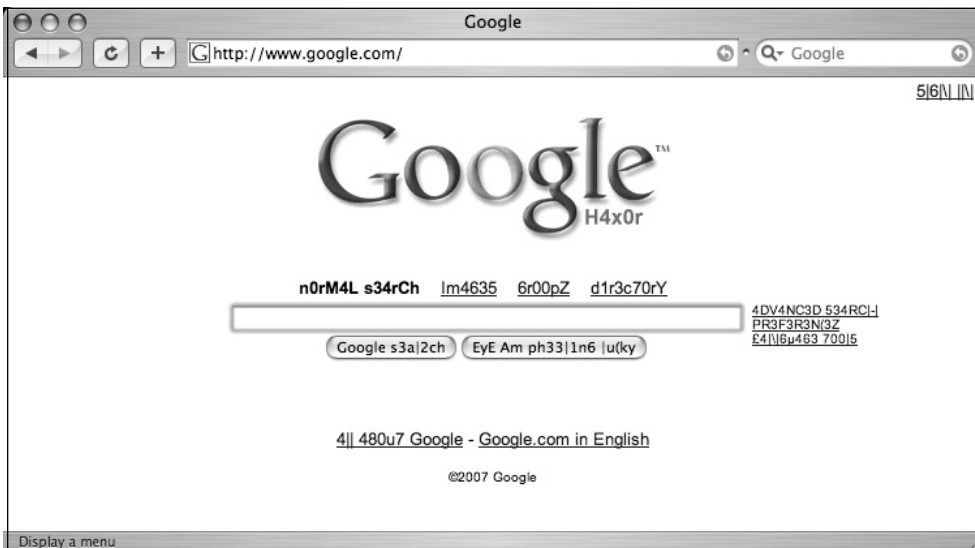 Google
http://www.google.com/
Google
5|6|\| ||\|
Google™
H4x0r
n0rM4L s34rCh Im4635 6r00pZ d1r3c70rY
4DV4NC3D 534RC|-|
PR3F3R3N(3Z
£4|\|6µ463 700|5
Google s3a|2ch EyE Am ph33|1n6 |u(ky
4|| 480u7 Google - Google.com in English
©2007 Google
Display a menu